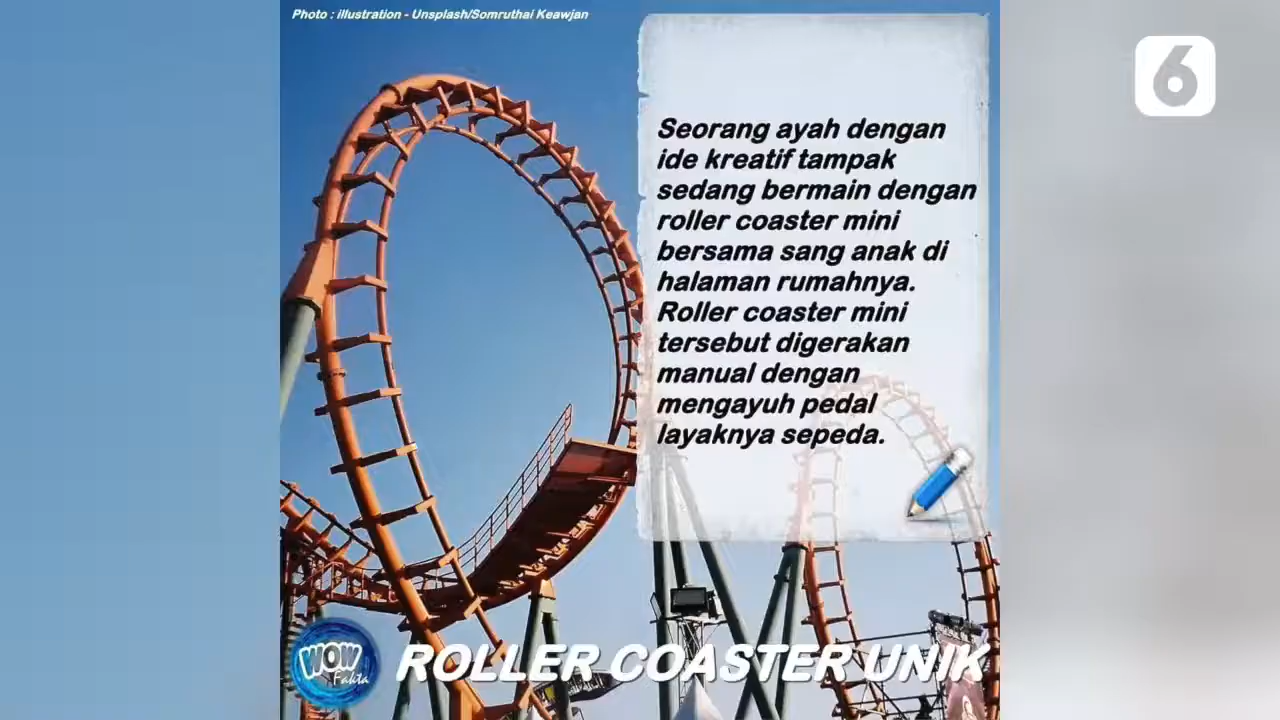 Photo : illustration - Unsplash/Somruthai Keawjan
6
Seorang ayah dengan
ide kreatif tampak
sedang bermain dengan
roller coaster mini
bersama sang anak di
halaman rumahnya.
Roller coaster mini
tersebut digerakan
manual dengan
mengayuh pedal
layaknya sepeda.
WOW
Fakta
ROLLER COASTER UNIK